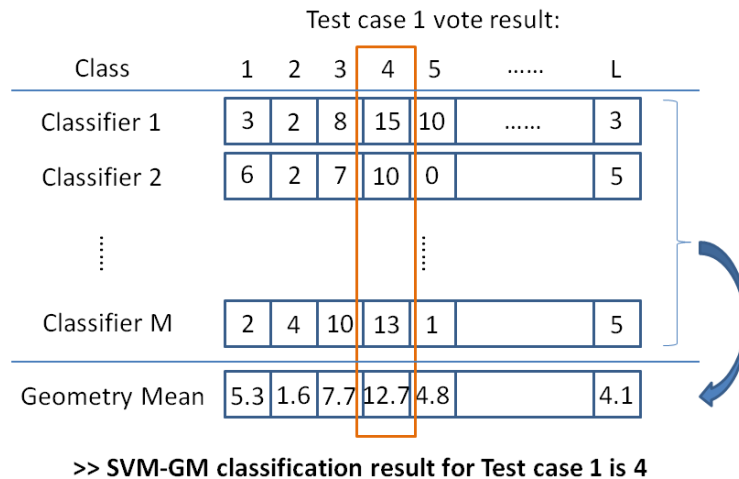 Test case 1 vote result:
Class 1 2 3 4 5 ...... L
Classifier 1 3 2 8 15 10 ...... 3
Classifier 2 6 2 7 10 0 5
...... ......
Classifier M 2 4 10 13 1 5
Geometry Mean 5.3 1.6 7.7 12.7 4.8 4.1
>> SVM-GM classification result for Test case 1 is 4